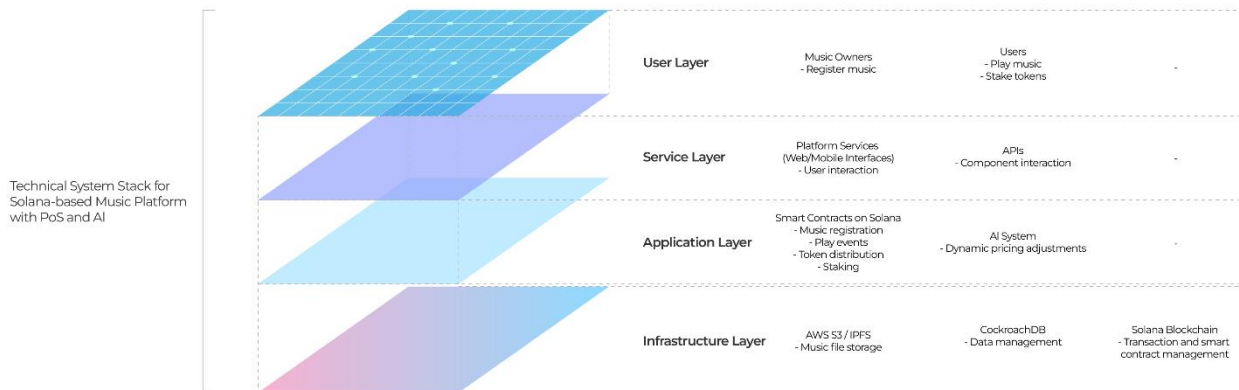 Technical System Stack for
Solana-based Music Platform
with PoS and AI
User Layer
Music Owners
- Register music
Users
- Play music
- Stake tokens
-
Service Layer
Platform Services
(Web/Mobile Interfaces)
- User interaction
APIs
- Component interaction
-
Application Layer
Smart Contracts on Solana
- Music registration
- Play events
- Token distribution
- Staking
AI System
- Dynamic pricing adjustments
-
Infrastructure Layer
AWS S3 / IPFS
- Music file storage
CockroachDB
- Data management
Solana Blockchain
- Transaction and smart
contract management